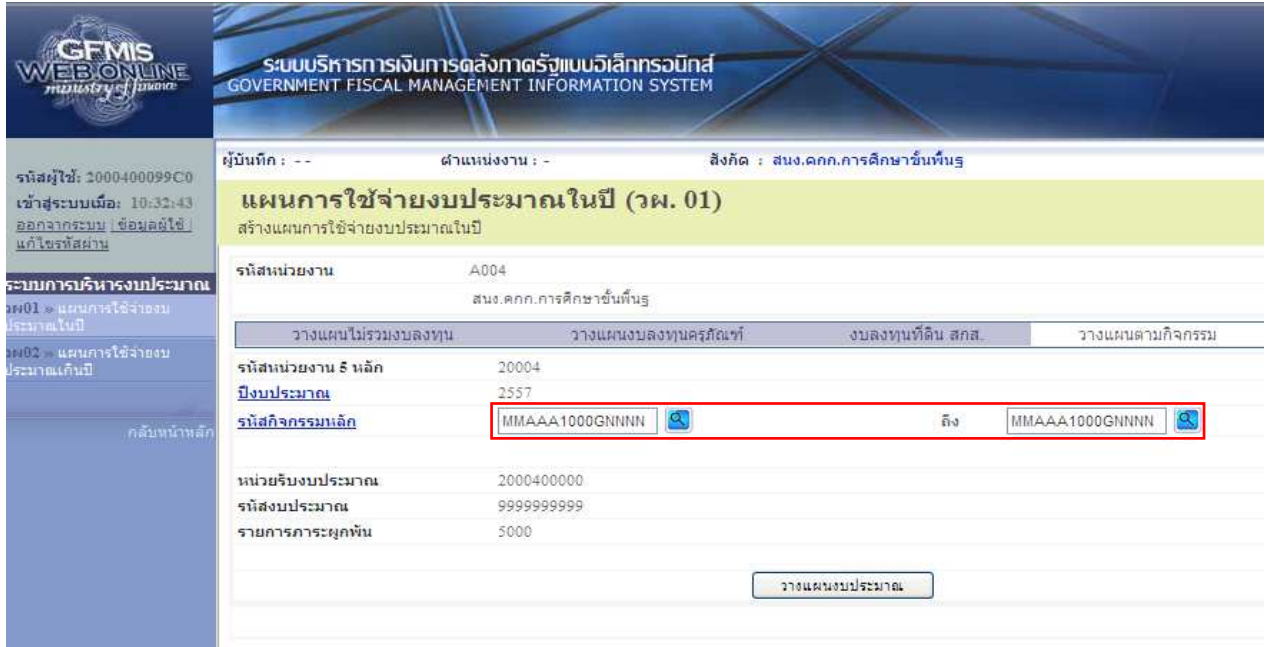 GFMIS
WEB ONLINE
ministry of finance
ระบบบริหารการเงินการคลังภาครัฐแบบอิเล็กทรอนิกส์
GOVERNMENT FISCAL MANAGEMENT INFORMATION SYSTEM
รหัสผู้ใช้: 2000400099C0
เข้าสู่ระบบเมื่อ: 10:32:43
ออกจากระบบ | ข้อมูลผู้ใช้ |
แก้ไขรหัสผ่าน
ระบบการบริหารงบประมาณ
วผ01 » แผนการใช้จ่ายงบ
ประมาณในปี
วผ02 » แผนการใช้จ่ายงบ
ประมาณเกินปี
กลับหน้าหลัก
ผู้บันทึก : - - ตำแหน่งงาน : - สังกัด : สนง.คกก.การศึกษาขั้นพื้นฐ
แผนการใช้จ่ายงบประมาณในปี (วผ. 01)
สร้างแผนการใช้จ่ายงบประมาณในปี
รหัสหน่วยงาน A004
สนง.คกก.การศึกษาขั้นพื้นฐ
วางแผนไม่รวมงบลงทุน วางแผนงบลงทุนครุภัณฑ์ งบลงทุนที่ดิน สกส. วางแผนตามกิจกรรม
รหัสหน่วยงาน 5 หลัก 20004
ปีงบประมาณ 2557
รหัสกิจกรรมหลัก MMAAA1000GNNNN ถึง MMAAA1000GNNNN
หน่วยรับงบประมาณ 2000400000
รหัสงบประมาณ 9999999999
รายการภาระผูกพัน 5000
วางแผนงบประมาณ